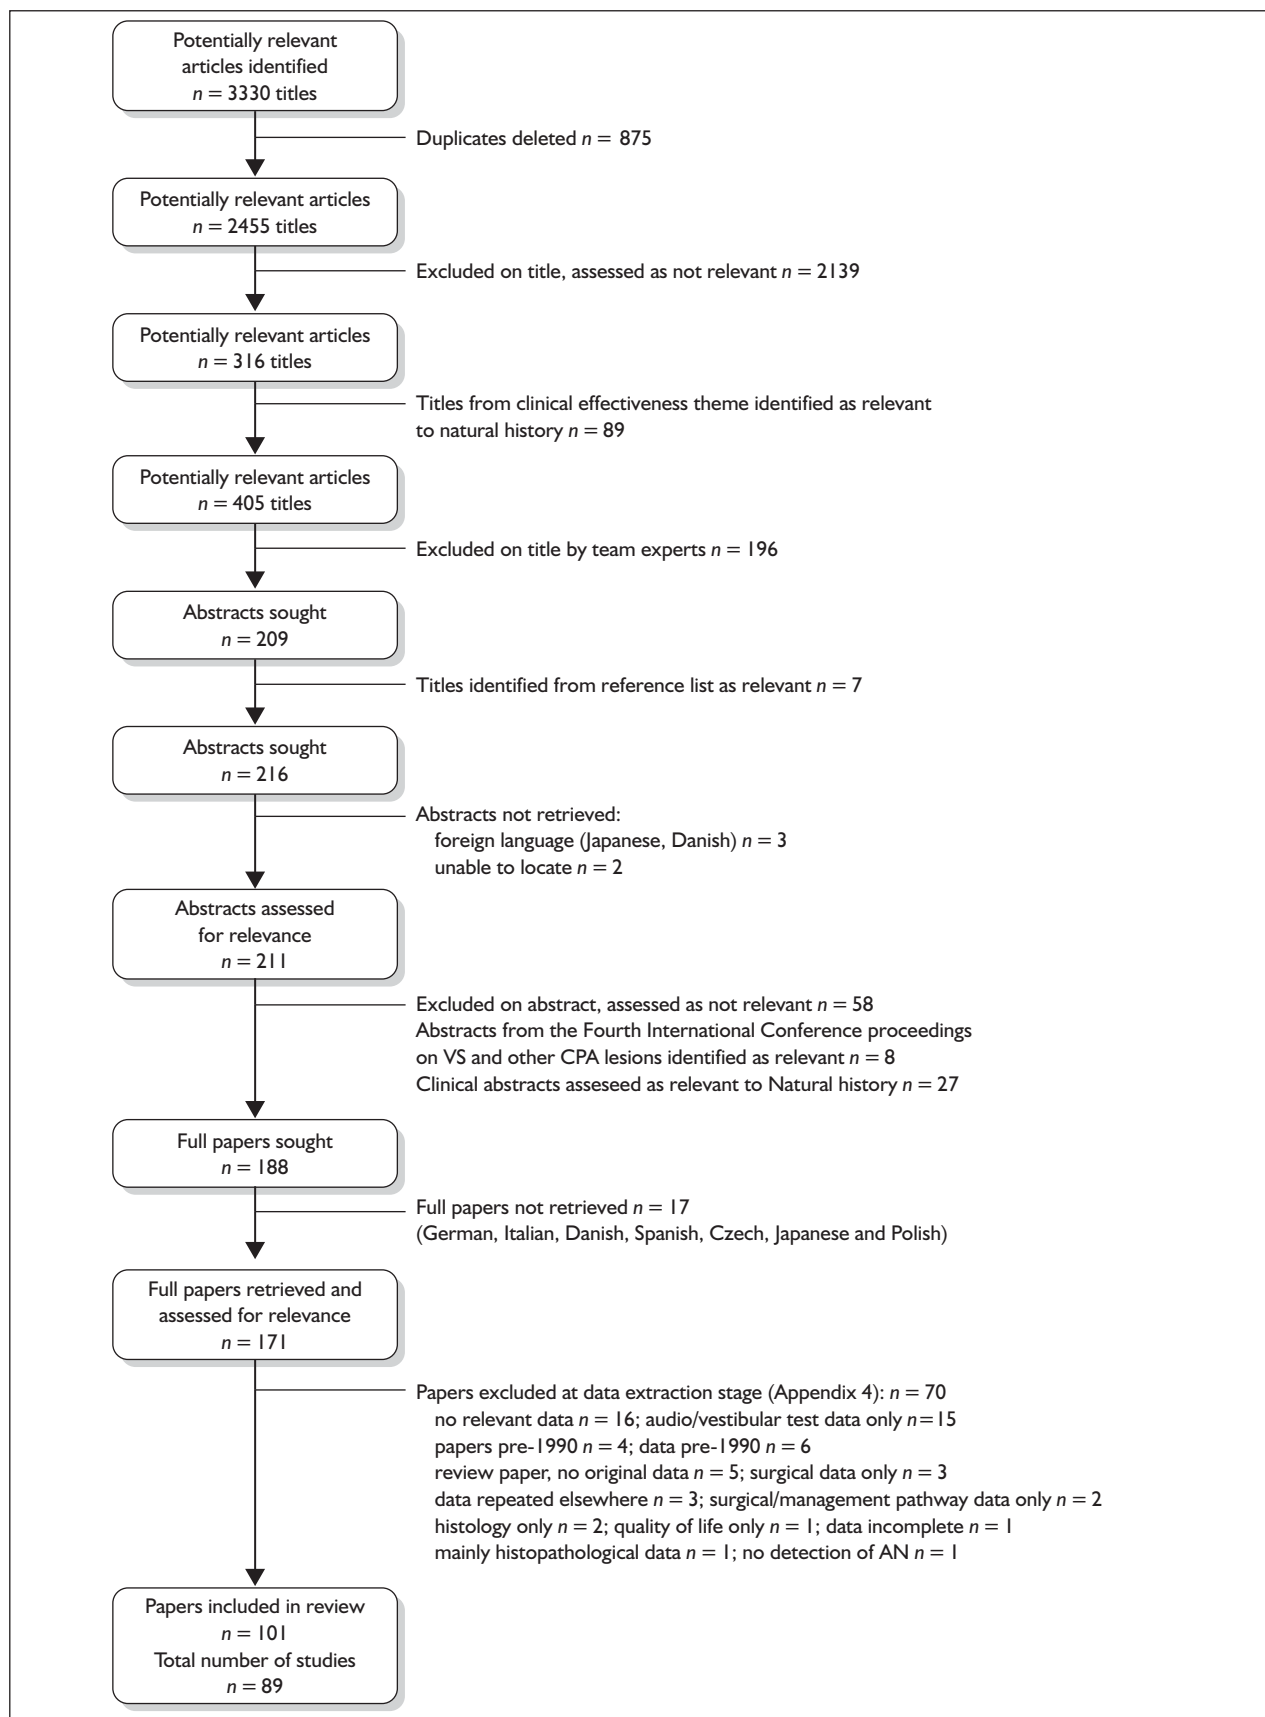 Potentially relevant
articles identified
n = 3330 titles
Duplicates deleted n = 875
Potentially relevant articles
n = 2455 titles
Excluded on title, assessed as not relevant n = 2139
Potentially relevant articles
n = 316 titles
Titles from clinical effectiveness theme identified as relevant
to natural history n = 89
Potentially relevant articles
n = 405 titles
Excluded on title by team experts n = 196
Abstracts sought
n = 209
Titles identified from reference list as relevant n = 7
Abstracts sought
n = 216
Abstracts not retrieved:
foreign language (Japanese, Danish) n = 3
unable to locate n = 2
Abstracts assessed
for relevance
n = 211
Excluded on abstract, assessed as not relevant n = 58
Abstracts from the Fourth International Conference proceedings
on VS and other CPA lesions identified as relevant n = 8
Clinical abstracts asseseed as relevant to Natural history n = 27
Full papers sought
n = 188
Full papers not retrieved n = 17
(German, Italian, Danish, Spanish, Czech, Japanese and Polish)
Full papers retrieved and
assessed for relevance
n = 171
Papers excluded at data extraction stage (Appendix 4): n = 70
no relevant data n = 16; audio/vestibular test data only n=15
papers pre-1990 n = 4; data pre-1990 n = 6
review paper, no original data n = 5; surgical data only n = 3
data repeated elsewhere n = 3; surgical/management pathway data only n = 2
histology only n = 2; quality of life only n = 1; data incomplete n = 1
mainly histopathological data n = 1; no detection of AN n = 1
Papers included in review
n = 101
Total number of studies
n = 89